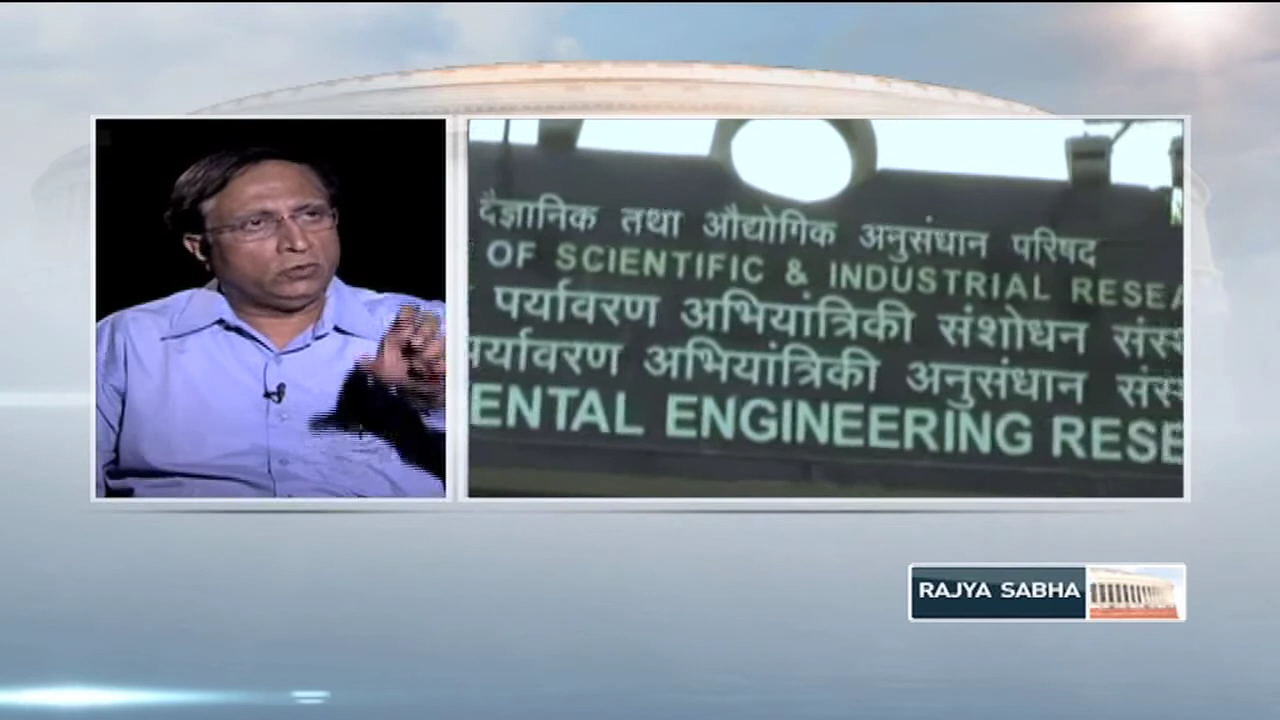 वैज्ञानिक तथा औद्योगिक अनुसंधान परिषद
OF SCIENTIFIC & INDUSTRIAL RESEA
पर्यावरण अभियांत्रिकी संशोधन संस्
पर्यावरण अभियांत्रिकी अनुसंधान संस्
ENTAL ENGINEERING RESE
RAJYA SABHA